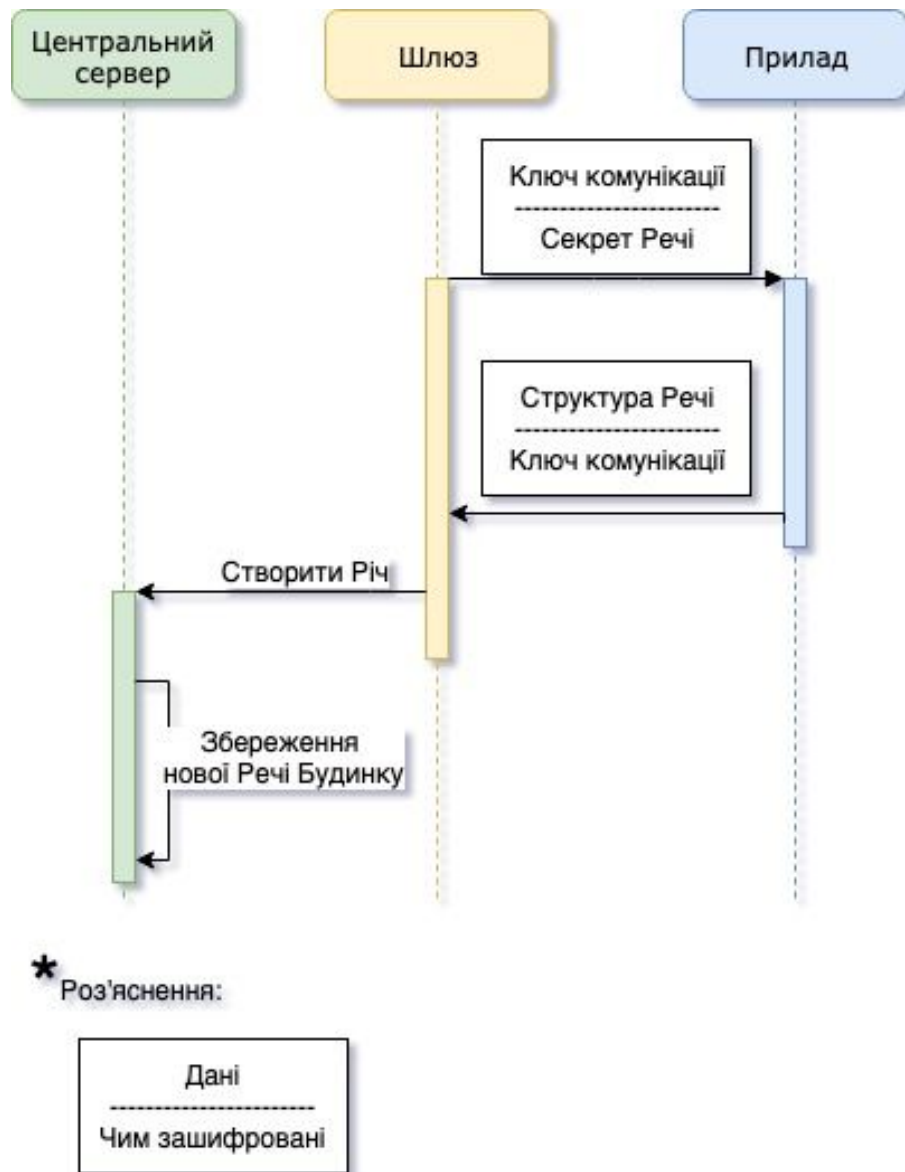 Центральний
сервер
Шлюз
Прилад
Ключ комунікації
------------------------
Секрет Речі
Структура Речі
------------------------
Ключ комунікації
Створити Річ
Збереження
нової Речі Будинку
* Роз'яснення:
Дані
------------------------
Чим зашифровані